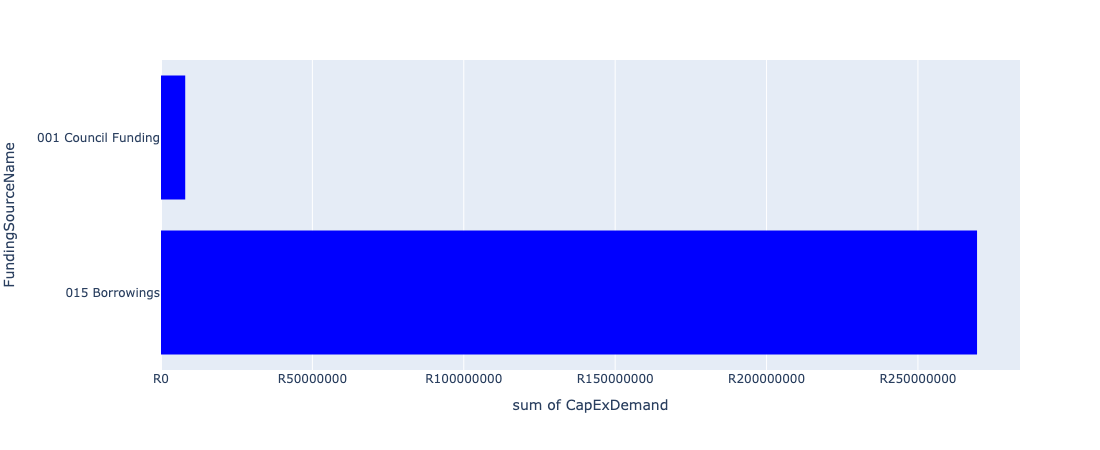 FundingSourceName
001 Council Funding
015 Borrowings
R0 R50000000 R100000000 R150000000 R200000000 R250000000
sum of CapExDemand